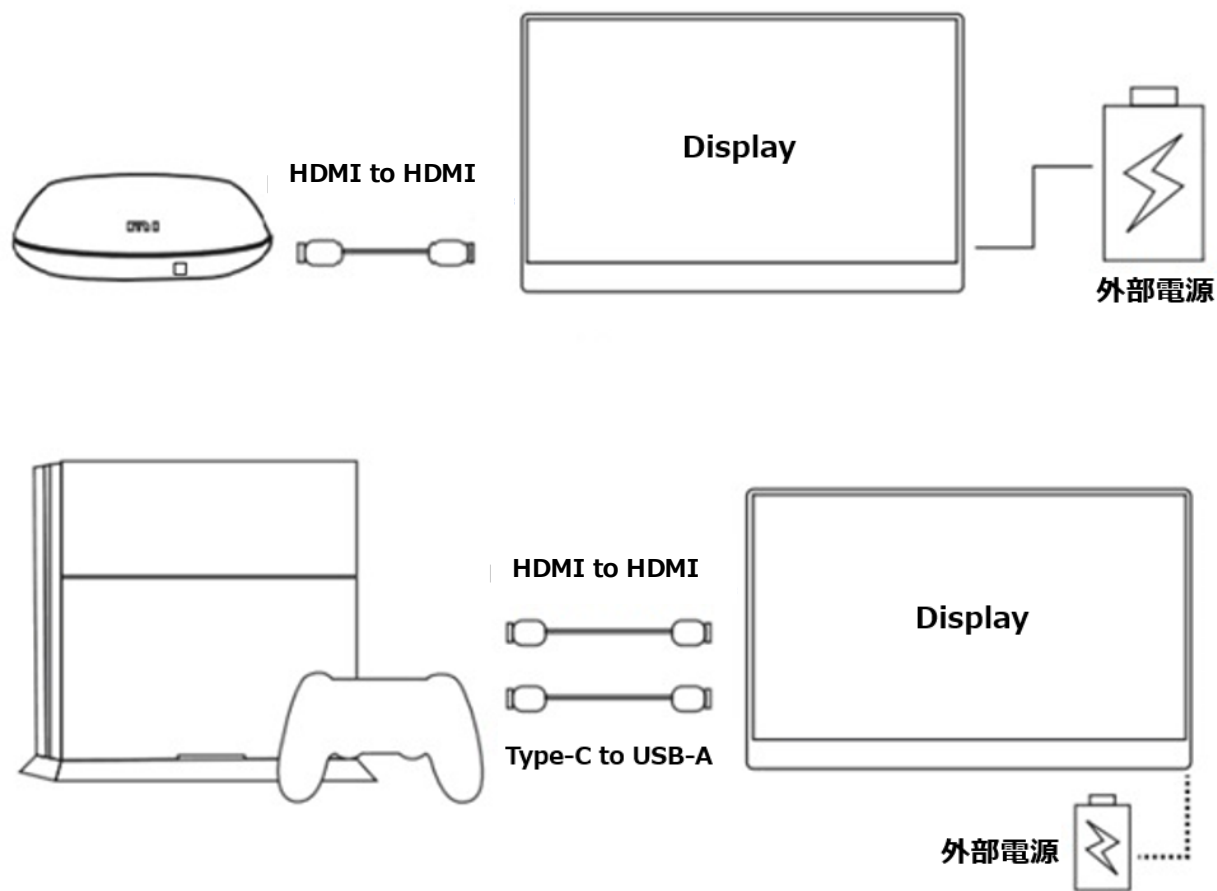 HDMI to HDMI
Display
mi
外部電源
HDMI to HDMI
Display
Type-C to USB-A
外部電源